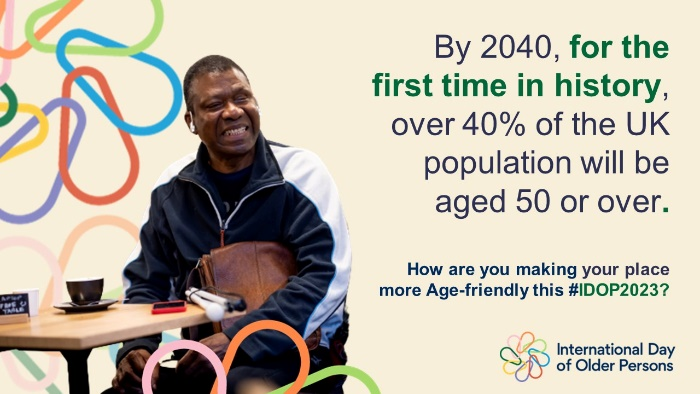 By 2040, for the
first time in history,
over 40% of the UK
population will be
aged 50 or over.
How are you making your place
more Age-friendly this #IDOP2023?
International Day
of Older Persons